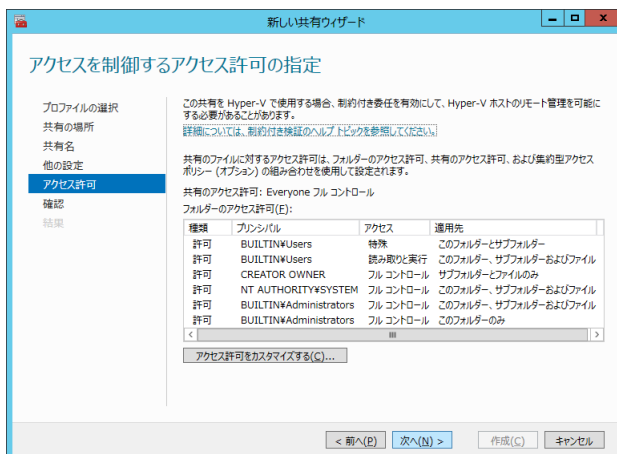 新しい共有ウィザード
アクセスを制御するアクセス許可の指定
プロファイルの選択
共有の場所
共有名
他の設定
アクセス許可
確認
結果
この共有を Hyper-V で使用する場合、制約付き委任を有効にして、Hyper-V ホストのリモート管理を可能に
する必要があることがあります。
詳細については、制約付き検証のヘルプ トピックを参照してください。
共有のファイルに対するアクセス許可は、フォルダーのアクセス許可、共有のアクセス許可、および集約型アクセス
ポリシー (オプション) の組み合わせを使用して設定されます。
共有のアクセス許可: Everyone フル コントロール
フォルダーのアクセス許可(F):
種類 プリンシパル アクセス 適用先
許可 BUILTIN¥Users 特殊 このフォルダーとサブフォルダー
許可 BUILTIN¥Users 読み取りと実行 このフォルダー、サブフォルダーおよびファイル
許可 CREATOR OWNER フル コントロール サブフォルダーとファイルのみ
許可 NT AUTHORITY¥SYSTEM フル コントロール このフォルダー、サブフォルダーおよびファイル
許可 BUILTIN¥Administrators フル コントロール このフォルダー、サブフォルダーおよびファイル
許可 BUILTIN¥Administrators フル コントロール このフォルダーのみ
アクセス許可をカスタマイズする(C)...
< 前へ(P) 次へ(N) > 作成(C) キャンセル